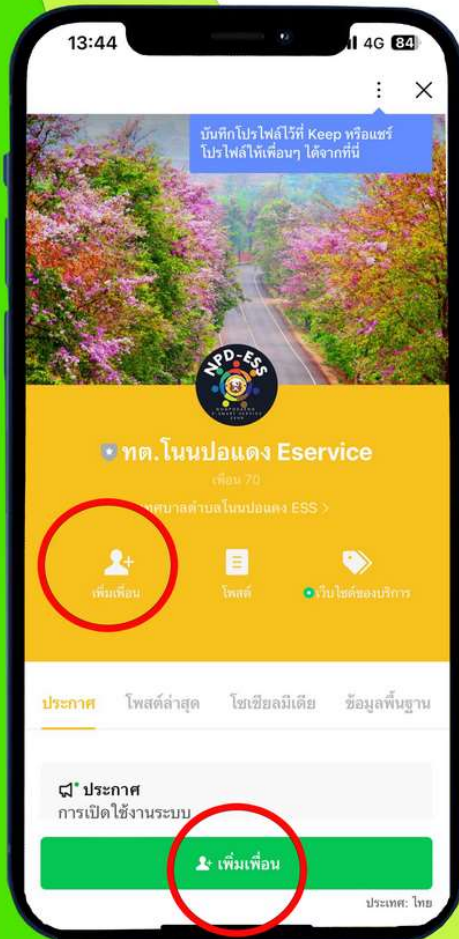 13:44
4G 84
บันทึกโปรไฟล์ไว้ที่ Keep หรือแชร์
โปรไฟล์ให้เพื่อนๆ ได้จากที่นี่
NPD-ESS
ทต.โนนปอแดง Eservice
เพื่อน 70
เทศบาลตำบลโนนปอแดง ESS >
เพิ่มเพื่อน
โพสต์
เว็บไซต์ของบริการ
ประกาศ
โพสต์ล่าสุด
โซเชียลมีเดีย
ข้อมูลพื้นฐาน
ประกาศ
การเปิดใช้งานระบบ
เพิ่มเพื่อน
ประเทศ: ไทย